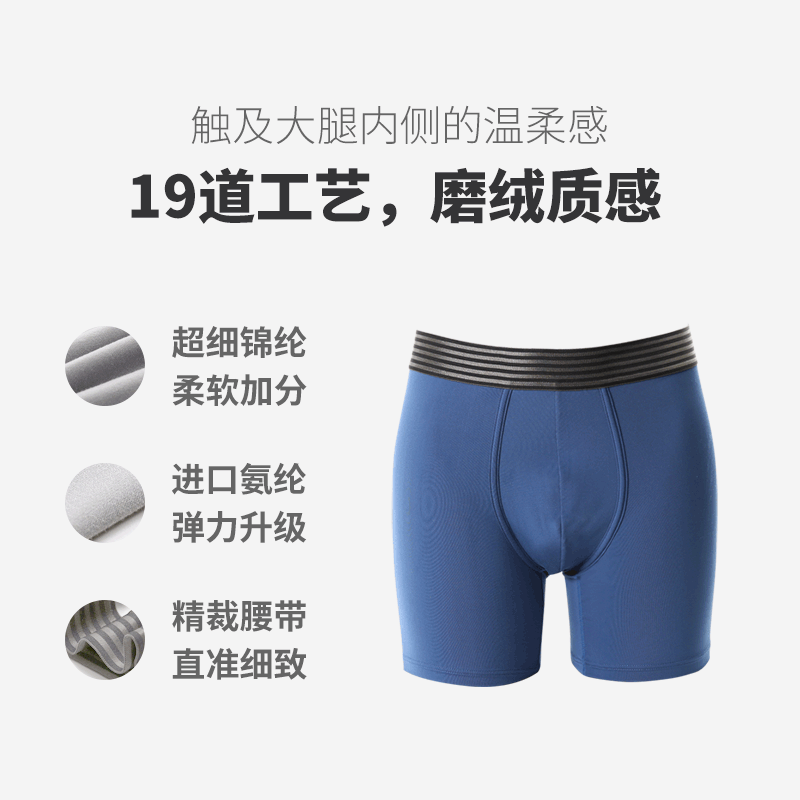 触及大腿内侧的温柔感
19道工艺，磨绒质感
超细锦纶
柔软加分
进口氨纶
弹力升级
精裁腰带
直准细致